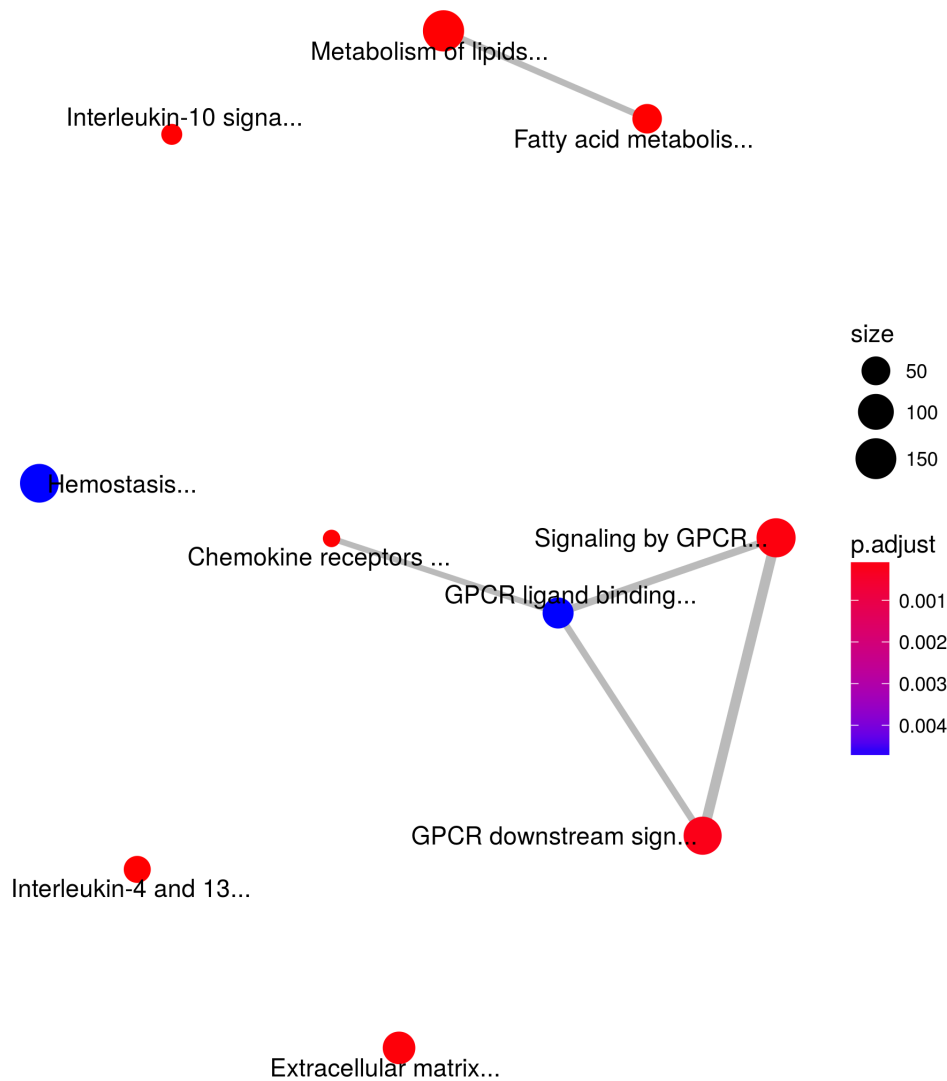 Metabolism of lipids...
Interleukin-10 signa...
Fatty acid metabolis...
size
50
100
150
Hemostasis...
Signaling by GPCR...
p.adjust
Chemokine receptors ...
GPCR ligand binding...
0.001
0.002
0.003
0.004
GPCR downstream sign...
Interleukin-4 and 13...
Extracellular matrix...